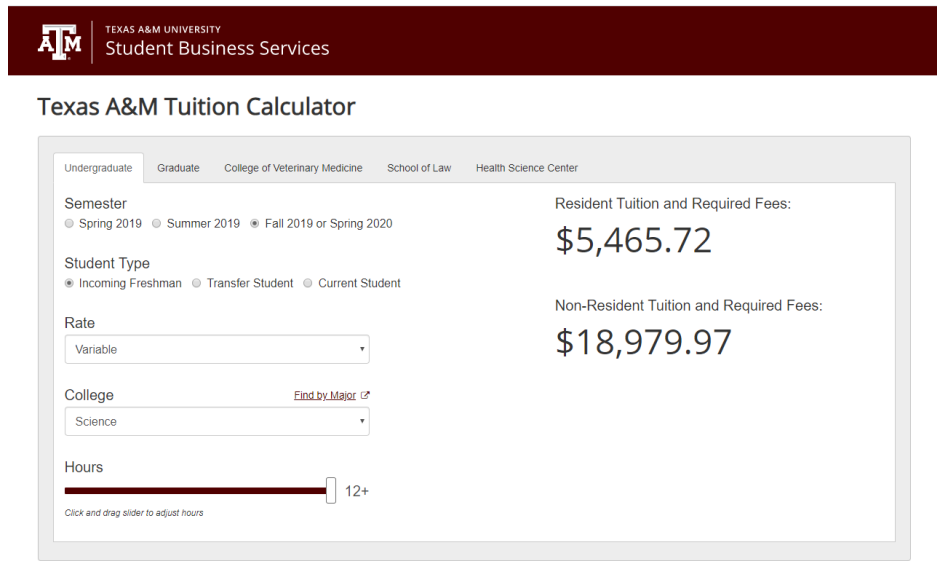 TEXAS A&M UNIVERSITY
Student Business Services
Texas A&M Tuition Calculator
Undergraduate Graduate College of Veterinary Medicine School of Law Health Science Center
Semester
Spring 2019 Summer 2019 Fall 2019 or Spring 2020
Student Type
Incoming Freshman Transfer Student Current Student
Rate
Variable
College Find by Major
Science
Hours
12+
Click and drag slider to adjust hours
Resident Tuition and Required Fees:
$5,465.72
Non-Resident Tuition and Required Fees:
$18,979.97